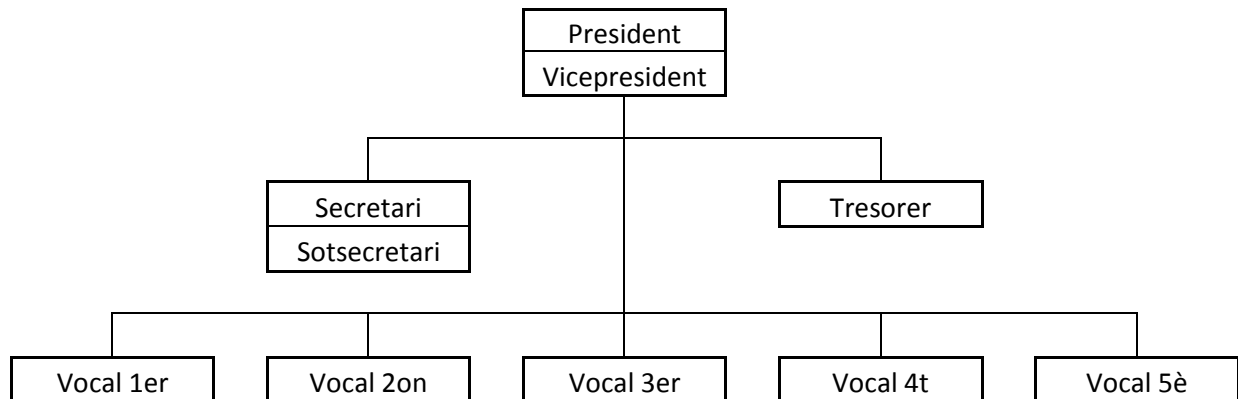 President
Vicepresident
Secretari
Sotsecretari
Tresorer
Vocal 1er
Vocal 2on
Vocal 3er
Vocal 4t
Vocal 5è